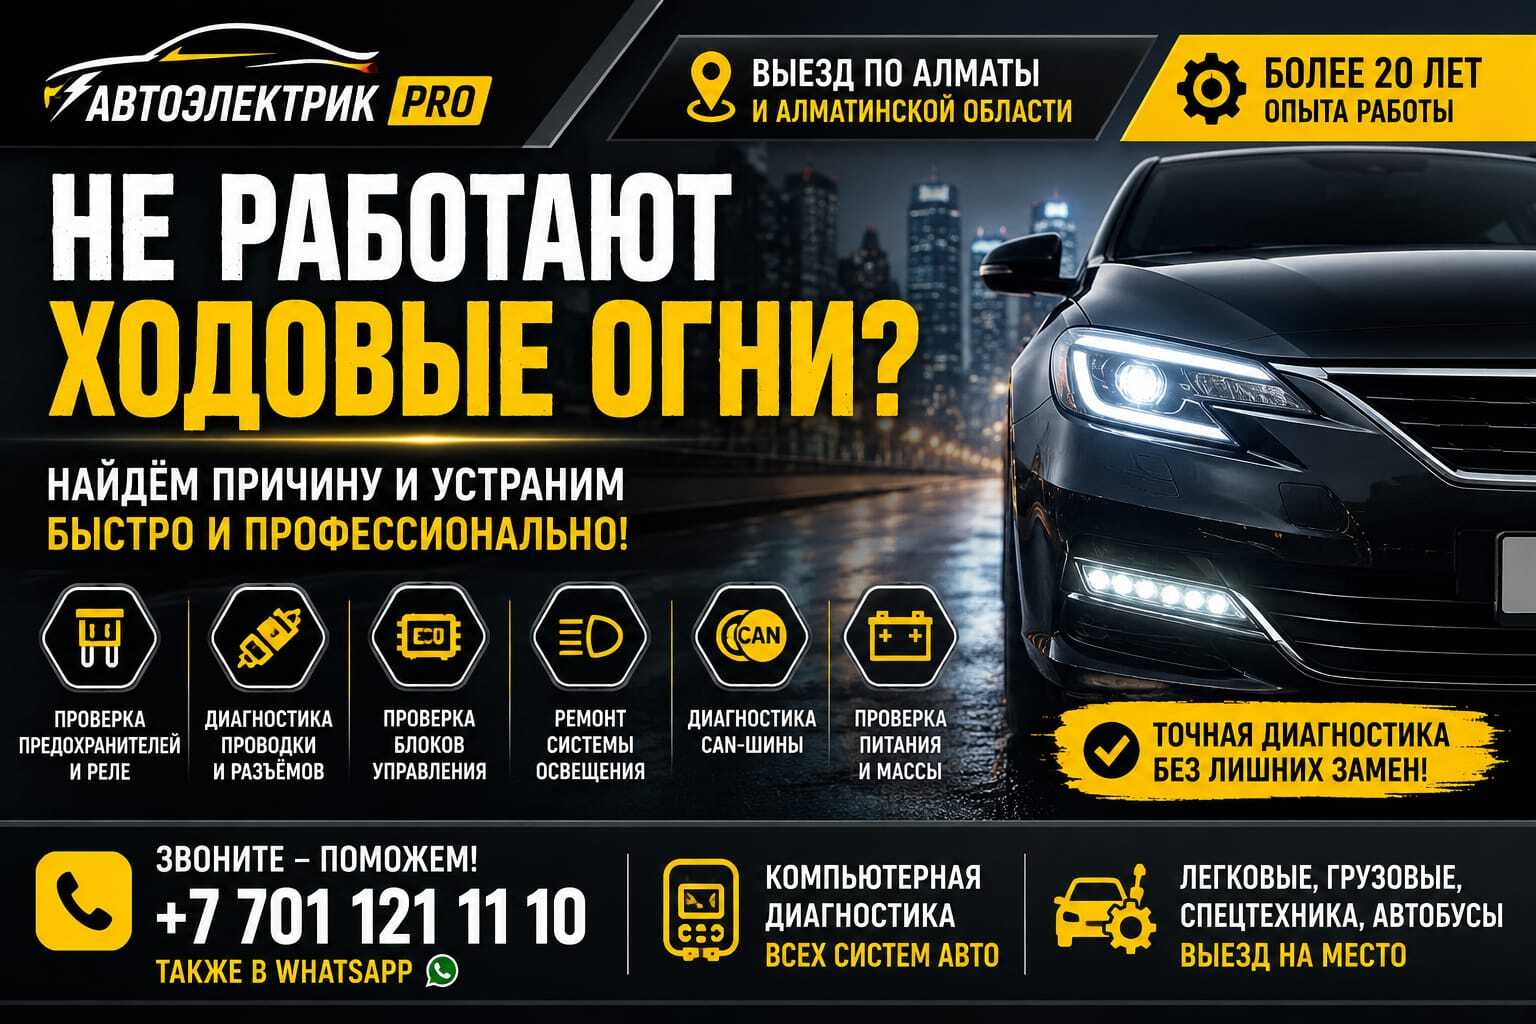 АВТОЭЛЕКТРИК PRO
ВЫЕЗД ПО АЛМАТЫ
И АЛМАТИНСКОЙ ОБЛАСТИ
БОЛЕЕ 20 ЛЕТ
ОПЫТА РАБОТЫ
НЕ РАБОТАЮТ
ХОДОВЫЕ ОГНИ?
НАЙДЁМ ПРИЧИНУ И УСТРАНИМ
БЫСТРО И ПРОФЕССИОНАЛЬНО!
ПРОВЕРКА
ПРЕДОХРАНИТЕЛЕЙ
И РЕЛЕ
ДИАГНОСТИКА
ПРОВОДКИ
И РАЗЪЁМОВ
ПРОВЕРКА
БЛОКОВ
УПРАВЛЕНИЯ
РЕМОНТ
СИСТЕМЫ
ОСВЕЩЕНИЯ
CAN
ДИАГНОСТИКА
CAN-ШИНЫ
ПРОВЕРКА
ПИТАНИЯ
И МАССЫ
ТОЧНАЯ ДИАГНОСТИКА
БЕЗ ЛИШНИХ ЗАМЕН!
ЗВОНИТЕ – ПОМОЖЕМ!
+7 701 121 11 10
ТАКЖЕ В WHATSAPP
КОМПЬЮТЕРНАЯ
ДИАГНОСТИКА
ВСЕХ СИСТЕМ АВТО
ЛЕГКОВЫЕ, ГРУЗОВЫЕ,
СПЕЦТЕХНИКА, АВТОБУСЫ
ВЫЕЗД НА МЕСТО